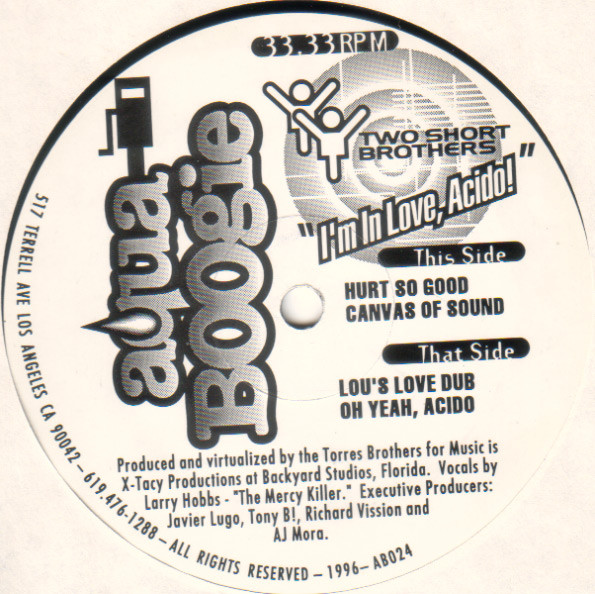 33.33 RPM
aqua
Boogie
TWO SHORT
BROTHERS
"I'm In Love, Acido!"
This Side
HURT SO GOOD
CANVAS OF SOUND
That Side
LOU'S LOVE DUB
OH YEAH, ACIDO
Produced and virtualized by the Torres Brothers for Music is
X-Tacy Productions at Backyard Studios, Florida. Vocals by
Larry Hobbs - "The Mercy Killer." Executive Producers:
Javier Lugo, Tony B!, Richard Vission and
AJ Mora.
517 TERRELL AVE LOS ANGELES CA 90042 – 619.476-1288 – ALL RIGHTS RESERVED – 1996 – AB024